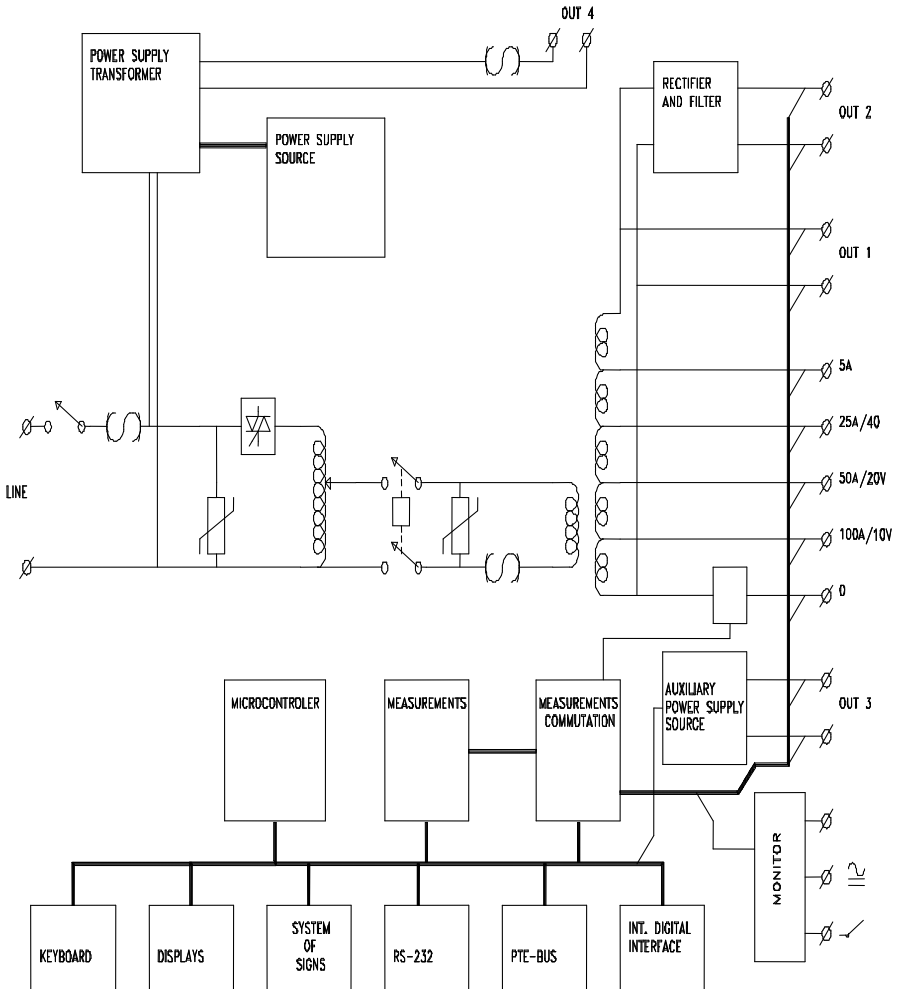 OUT 4
POWER SUPPLY
TRANSFORMER
RECTIFIER
AND FILTER
OUT 2
POWER SUPPLY
SOURCE
OUT 1
5A
25A/40
LINE
50A/20V
100A/10V
0
MICROCONTROLER
MEASUREMENTS
MEASUREMENTS
COMMUTATION
AUXILIARY
POWER SUPPLY
SOURCE
OUT 3
MONITOR
KEYBOARD
DISPLAYS
SYSTEM
OF
SIGNS
RS-232
PTE-BUS
INT. DIGITAL
INTERFACE